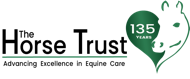 The
Horse Trust
Advancing Excellence in Equine Care
135
YEARS